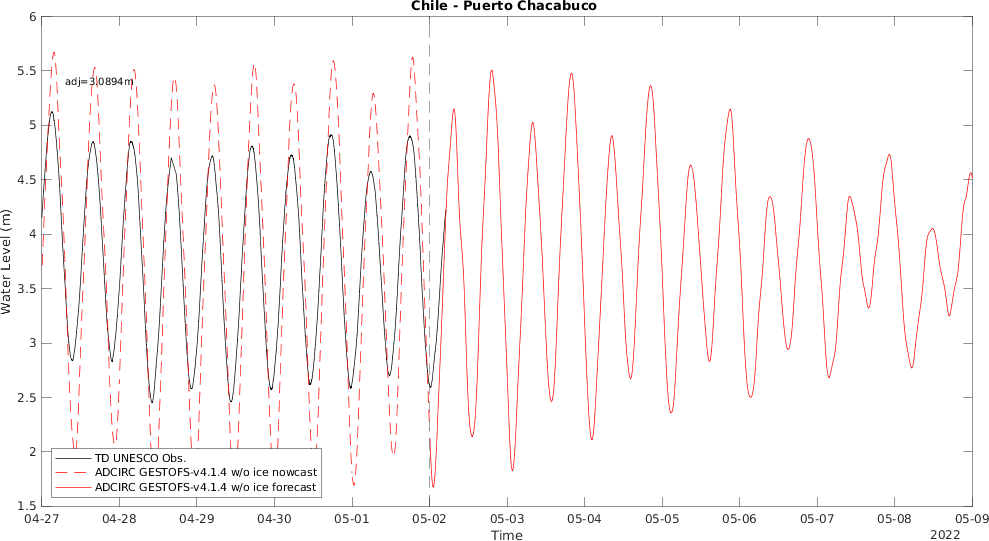 Chile - Puerto Chacabuco
6
5.5
5
4.5
4
3.5
3
2.5
2
1.5
Water Level (m)
adj=3.0894m
TD UNESCO Obs.
ADCIRC GESTOFS-v4.1.4 w/o ice nowcast
ADCIRC GESTOFS-v4.1.4 w/o ice forecast
04-27 04-28 04-29 04-30 05-01 05-02 05-03 05-04 05-05 05-06 05-07 05-08 05-09
Time
2022